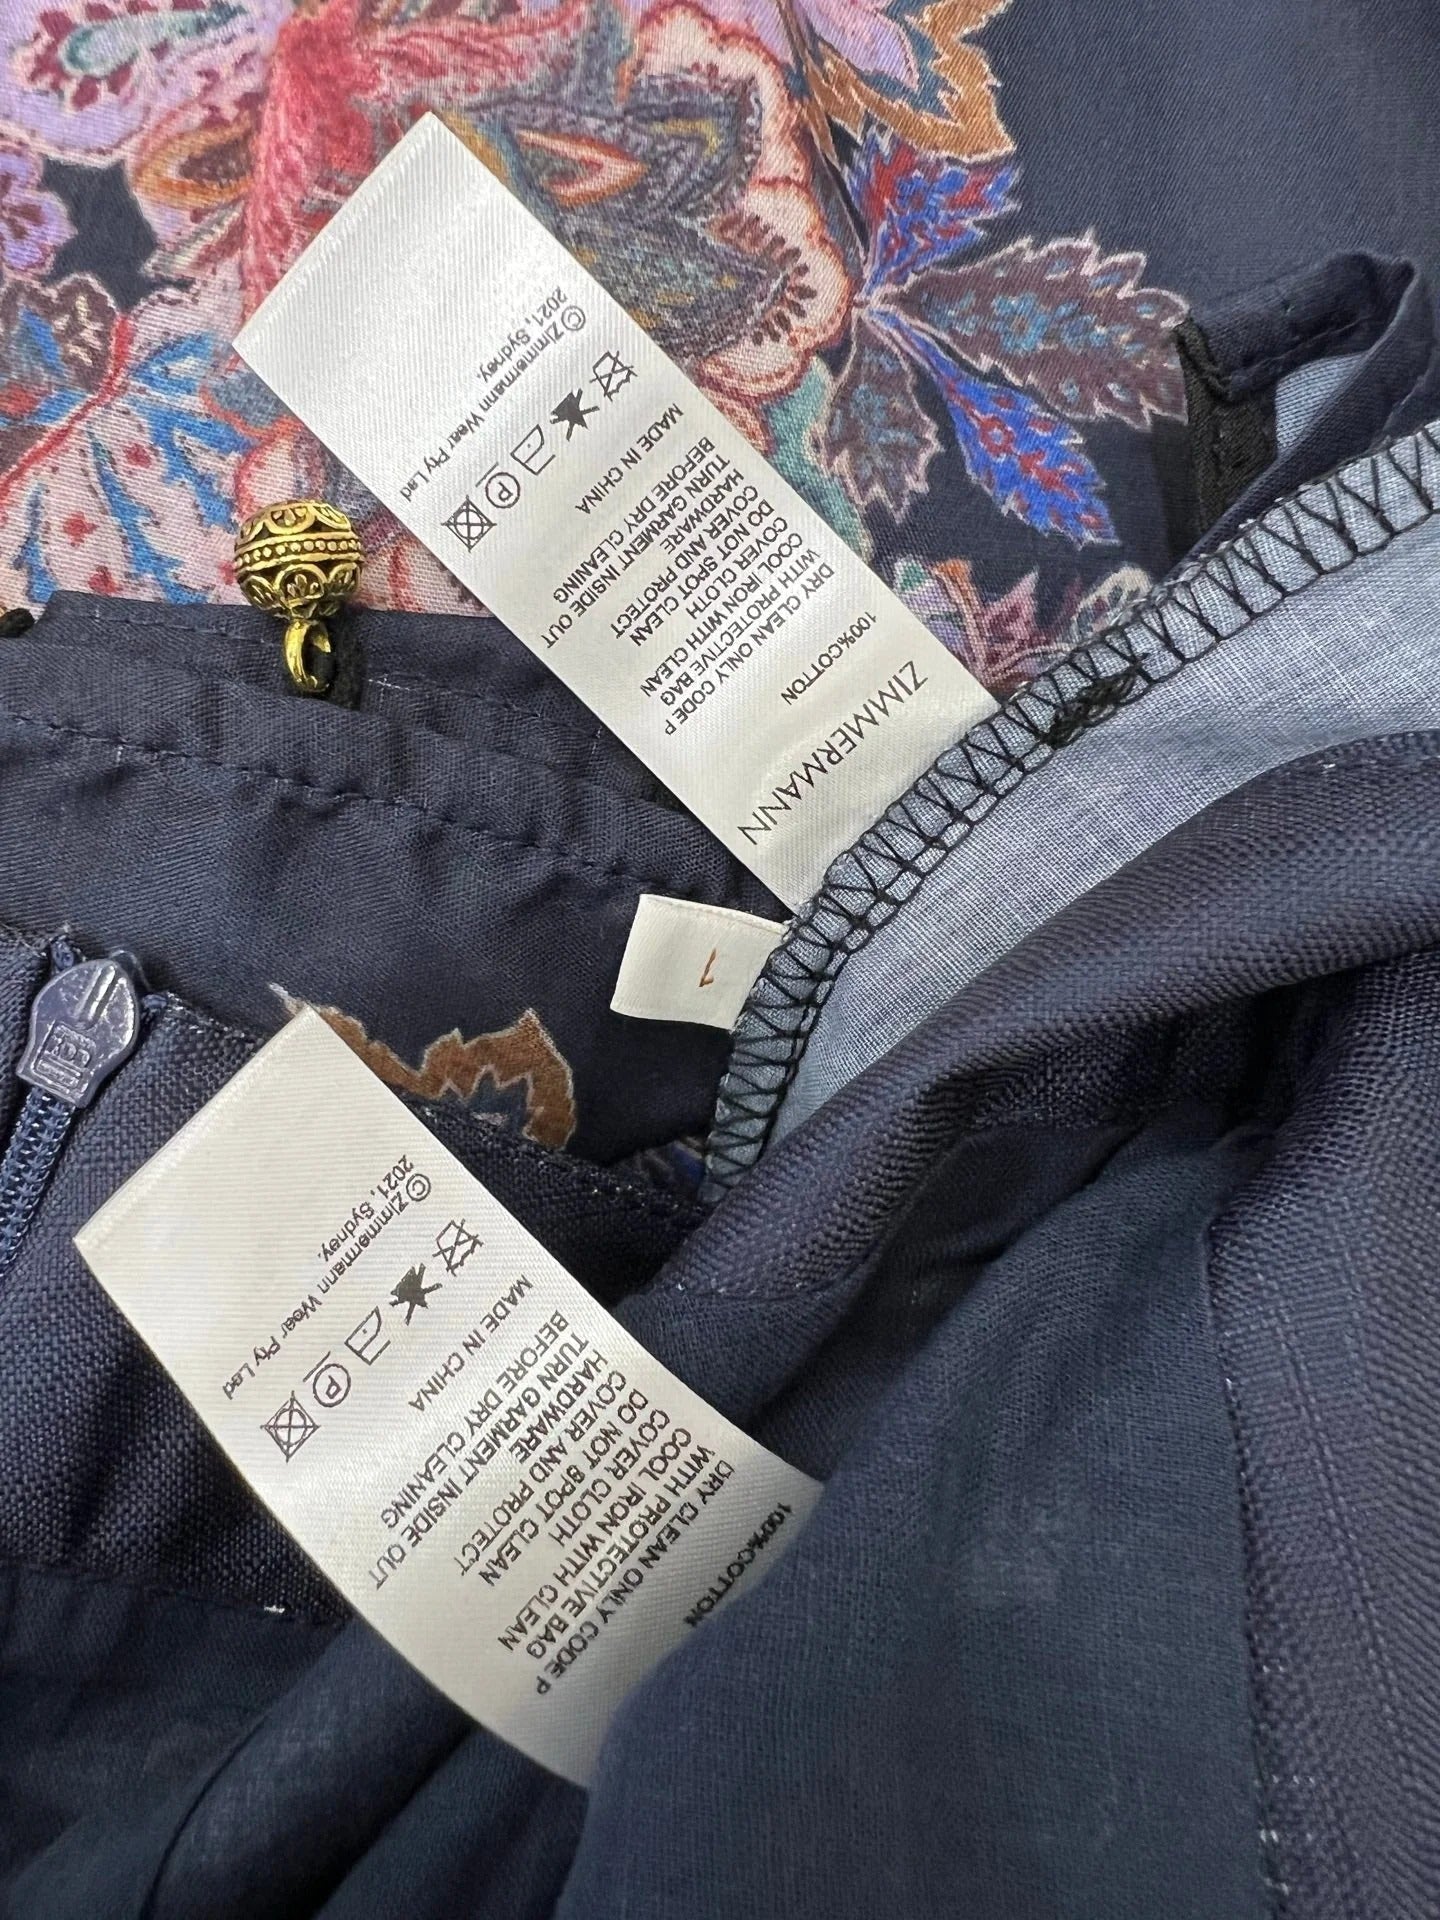 ZIMMERMANN
100%COTTON
DRY CLEAN ONLY CODE P
WITH PROTECTIVE BAG
COOL IRON WITH CLEAN
COVER CLOTH
DO NOT SPOT CLEAN
COVER AND PROTECT
HARDWARE
TURN GARMENT INSIDE OUT
BEFORE DRY CLEANING
MADE IN CHINA
P
©Zimmermann Wear Pty Lad
2021, Sydney.
1
100%COTTON
DRY CLEAN ONLY CODE P
WITH PROTECTIVE BAG
COOL IRON WITH CLEAN
COVER CLOTH
DO NOT SPOT CLEAN
COVER AND PROTECT
HARDWARE
TURN GARMENT INSIDE OUT
BEFORE DRY CLEANING
MADE IN CHINA
P
©Zimmermann Wear Pty Lad
2021, Sydney.